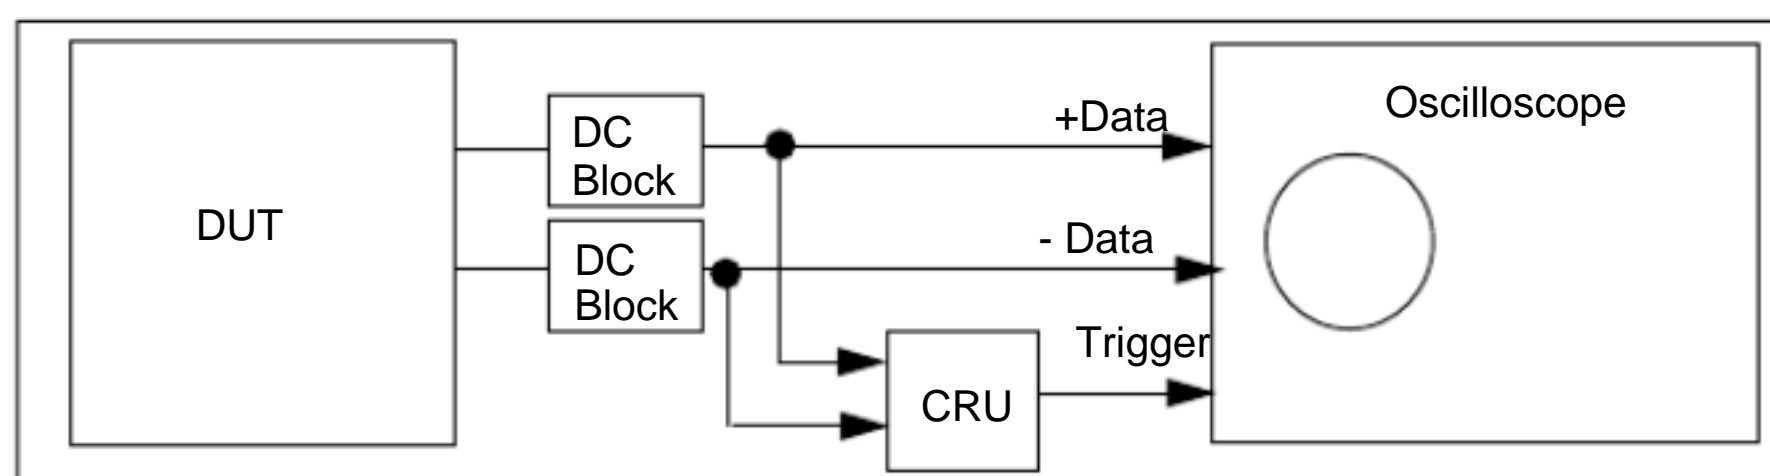 DUT
DC
Block
DC
Block
+Data
- Data
Trigger
CRU
Oscilloscope